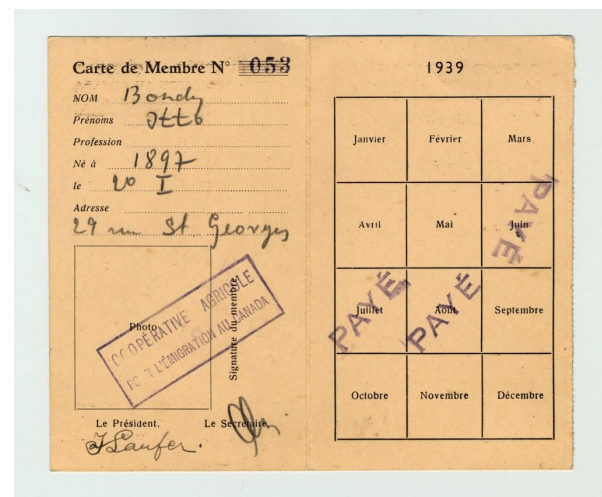 Carte de Membre N° 053
NOM Bondy
Prénoms Otto
Profession
Né à 1897
le 20 I
Adresse
29 rue St Georges
Photo
Signature du membre
COOPÉRATIVE AGRICOLE
POUR L'ÉMIGRATION AU CANADA
Le Président. Le Secrétaire,
1939
Janvier Février Mars
Avril Mai Juin
PAYÉ
Juillet Août Septembre
PAYÉ PAYÉ
Octobre Novembre Décembre